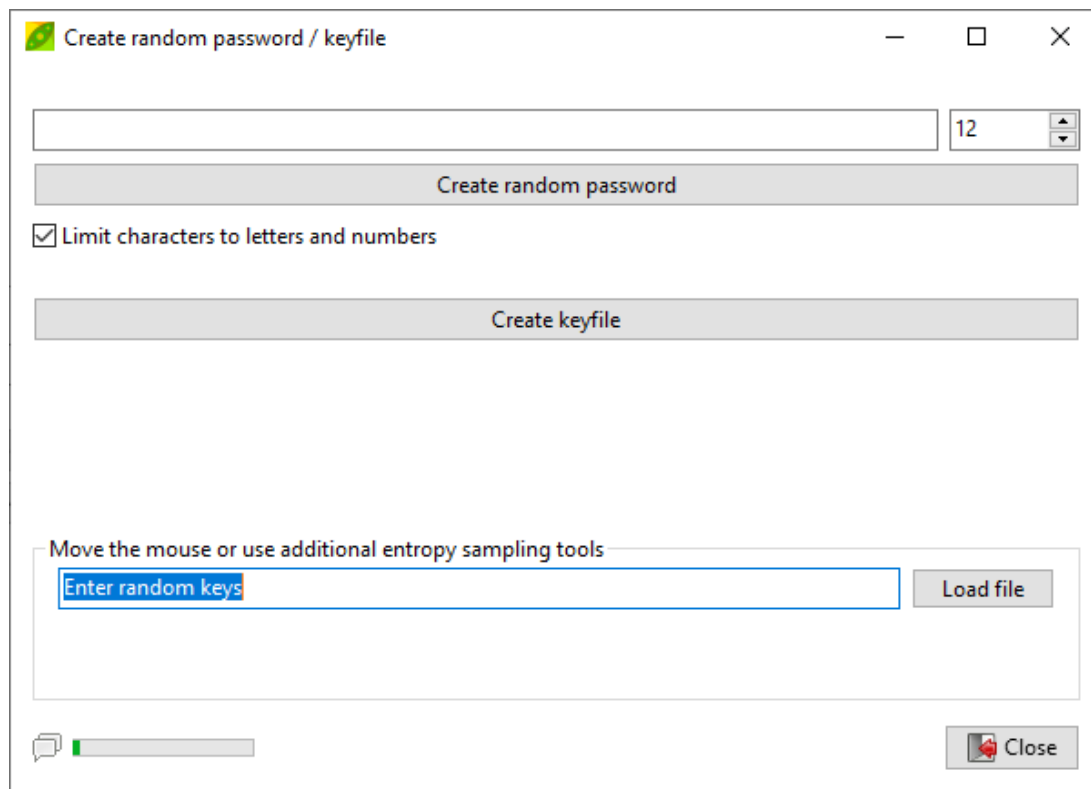 Create random password / keyfile
12
Create random password
Limit characters to letters and numbers
Create keyfile
Move the mouse or use additional entropy sampling tools
Enter random keys
Load file
Close